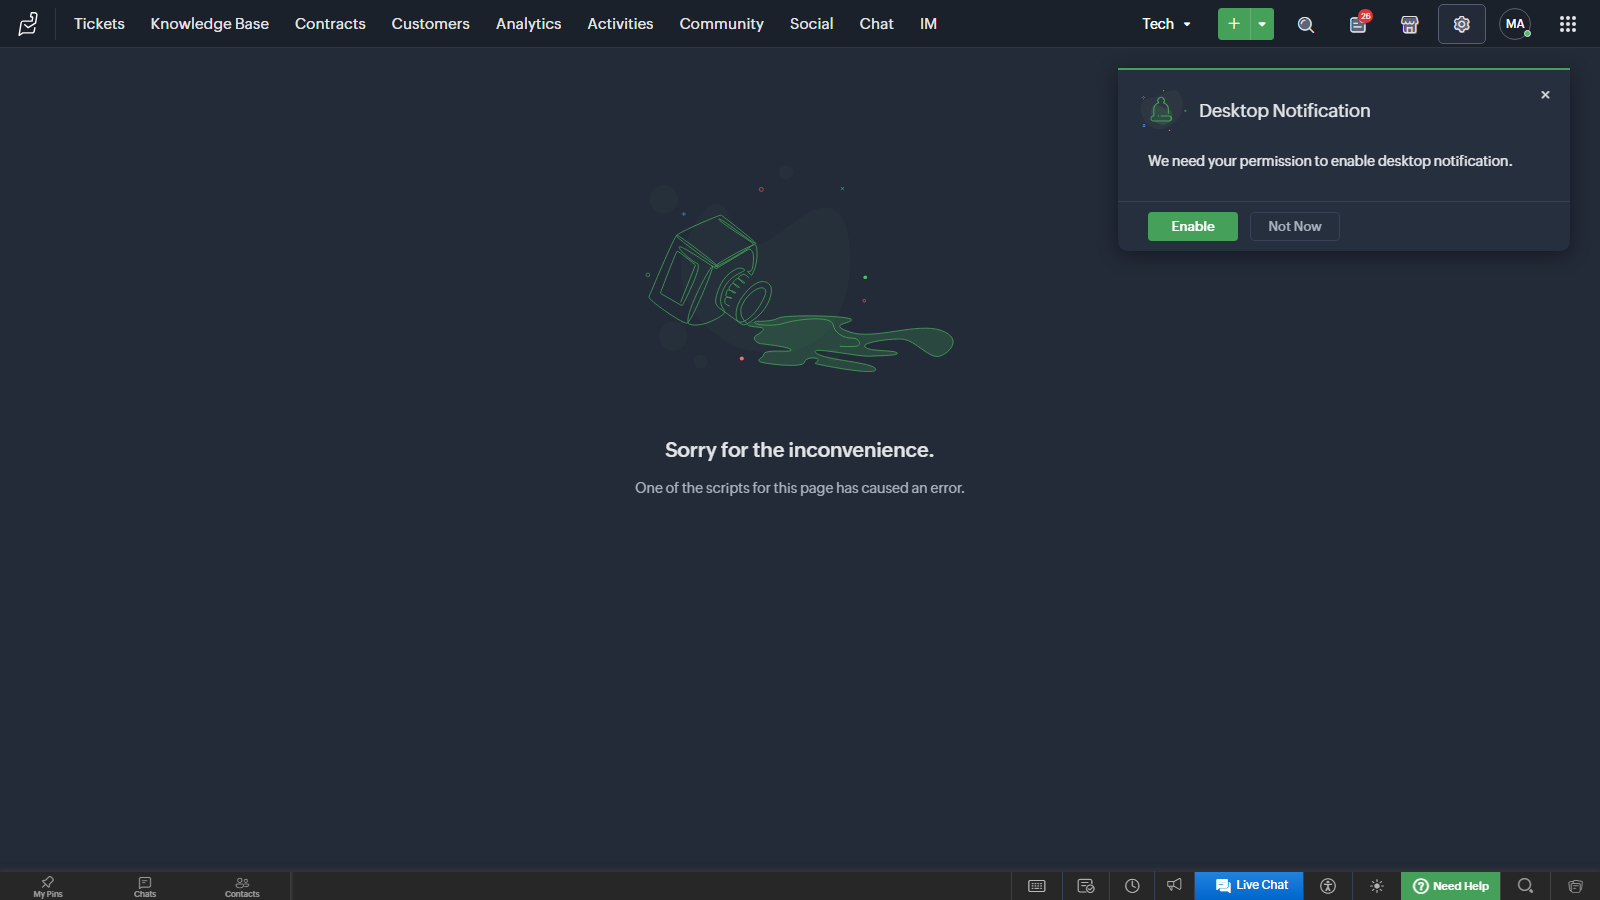 Tickets Knowledge Base Contracts Customers Analytics Activities Community Social Chat IM Tech 26 MA
Desktop Notification
We need your permission to enable desktop notification.
Enable Not Now
Sorry for the inconvenience.
One of the scripts for this page has caused an error.
My Pins Chats Contacts Live Chat Need Help